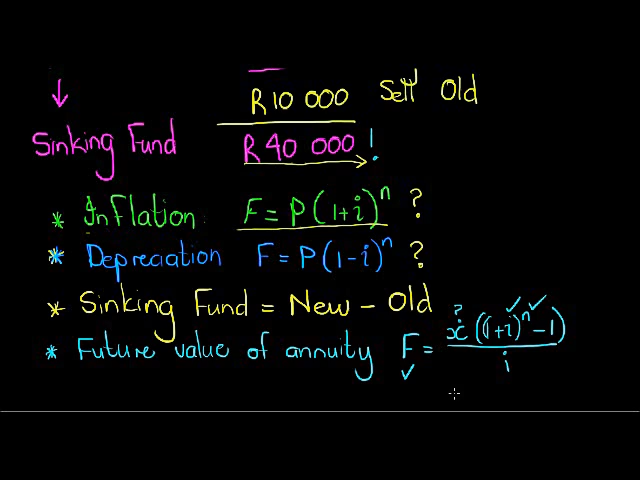 R10 000 Sell Old
Sinking Fund R40 000 !
* Inflation F = P(1+i)^n ?
* Depreciation F = P(1-i)^n ?
* Sinking Fund = New - Old
?
* Future value of annuity F = x((1+i)^n - 1) / i